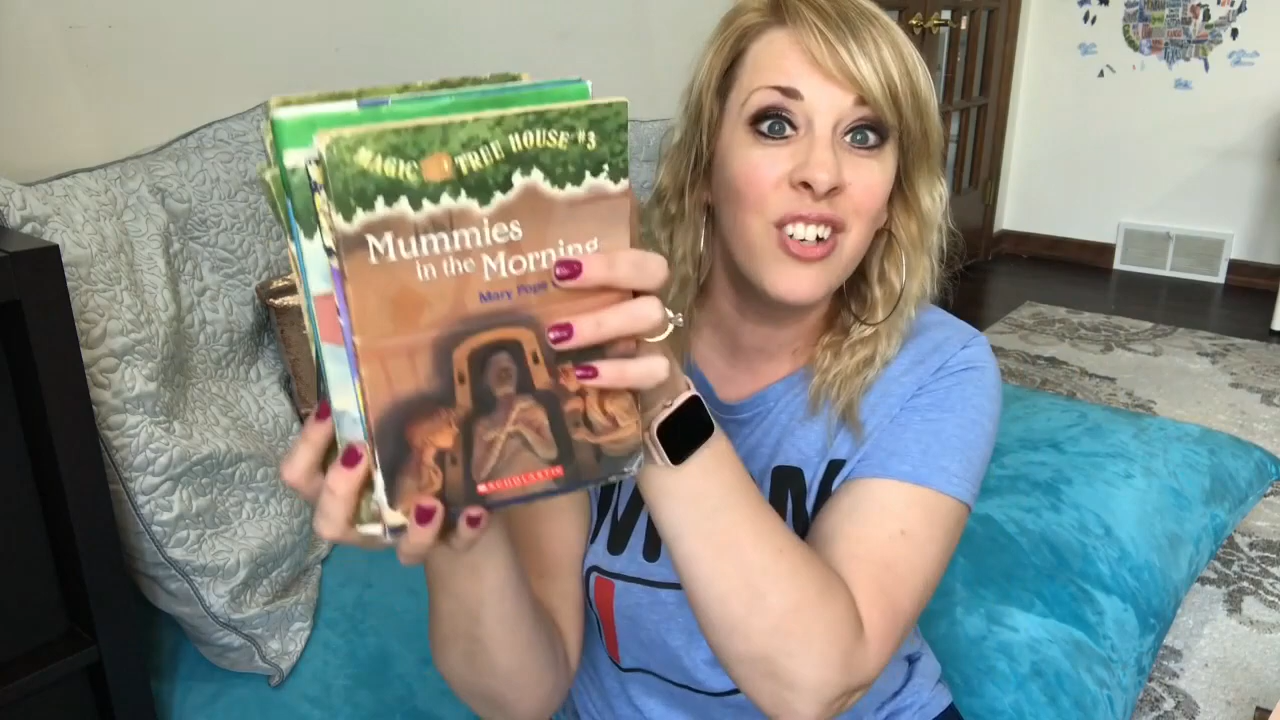 MAGIC TREE HOUSE #3
Mummies
in the Morning
Mary Pope
SCHOLASTIC